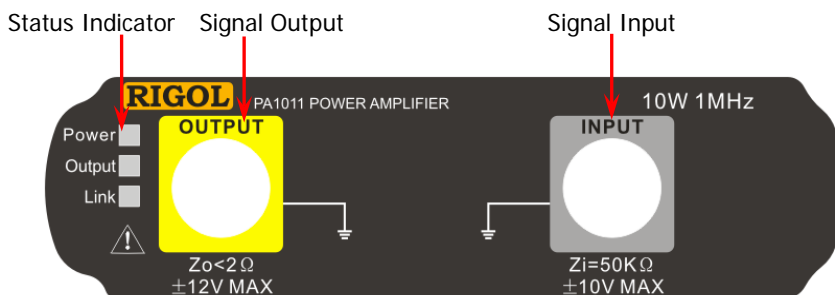 Status Indicator Signal Output Signal Input
RIGOL PA1011 POWER AMPLIFIER 10W 1MHz
Power OUTPUT INPUT
Output
Link
Zo<2Ω Zi=50KΩ
±12V MAX ±10V MAX